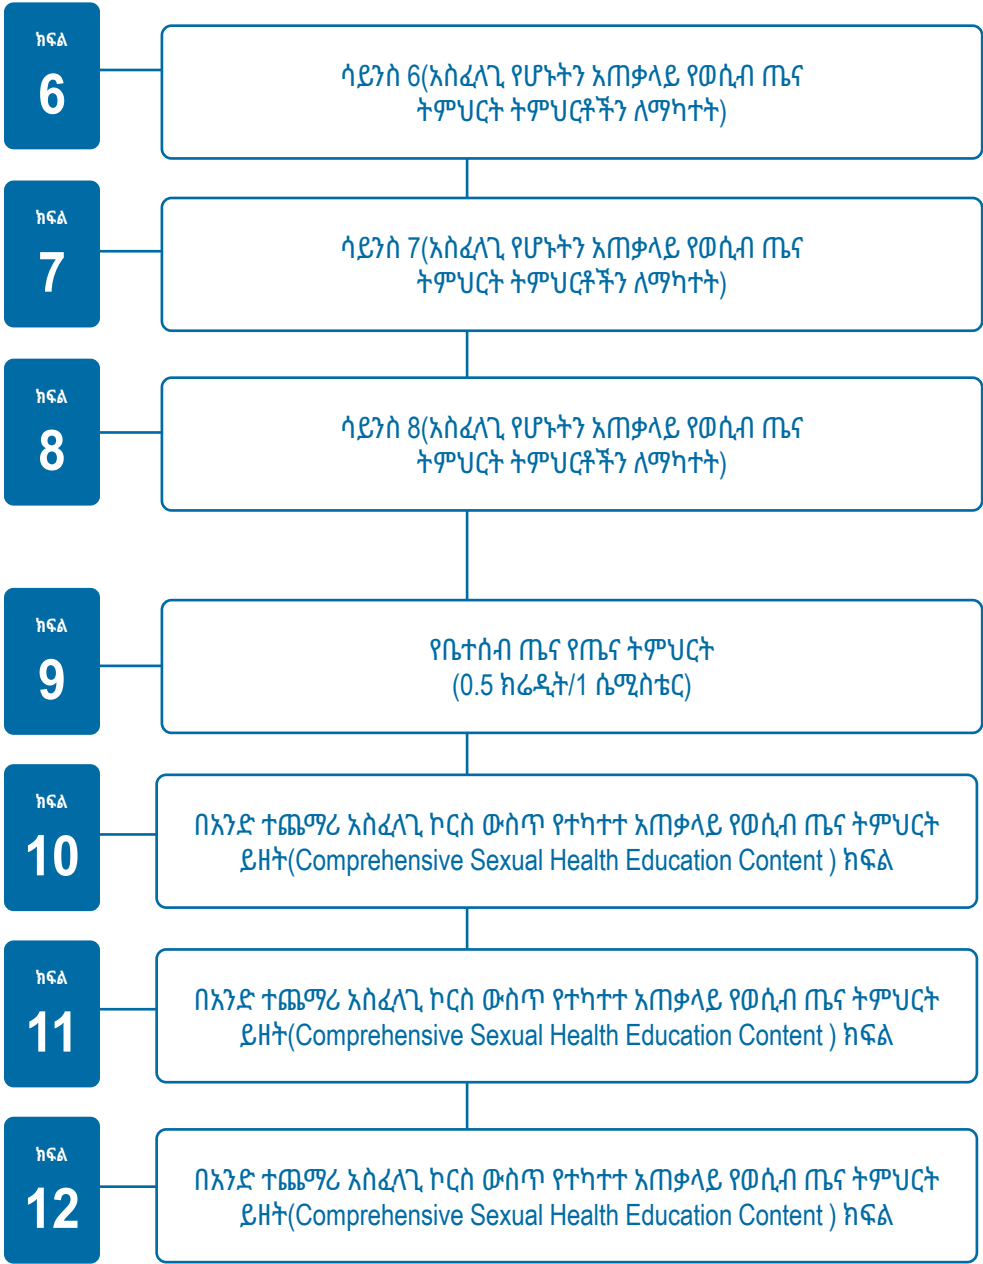 ክፍል
6
ሳይንስ 6(አስፈላጊ የሆኑትን አጠቃላይ የወሲብ ጤና
ትምህርት ትምህርቶችን ለማካተት)
ክፍል
7
ሳይንስ 7(አስፈላጊ የሆኑትን አጠቃላይ የወሲብ ጤና
ትምህርት ትምህርቶችን ለማካተት)
ክፍል
8
ሳይንስ 8(አስፈላጊ የሆኑትን አጠቃላይ የወሲብ ጤና
ትምህርት ትምህርቶችን ለማካተት)
ክፍል
9
የቤተሰብ ጤና የጤና ትምህርት
(0.5 ክሬዲት/1 ሴሚስቴር)
ክፍል
10
በአንድ ተጨማሪ አስፈላጊ ኮርስ ውስጥ የተካተተ አጠቃላይ የወሲብ ጤና ትምህርት
ይዘት(Comprehensive Sexual Health Education Content ) ክፍል
ክፍል
11
በአንድ ተጨማሪ አስፈላጊ ኮርስ ውስጥ የተካተተ አጠቃላይ የወሲብ ጤና ትምህርት
ይዘት(Comprehensive Sexual Health Education Content ) ክፍል
ክፍል
12
በአንድ ተጨማሪ አስፈላጊ ኮርስ ውስጥ የተካተተ አጠቃላይ የወሲብ ጤና ትምህርት
ይዘት(Comprehensive Sexual Health Education Content ) ክፍል